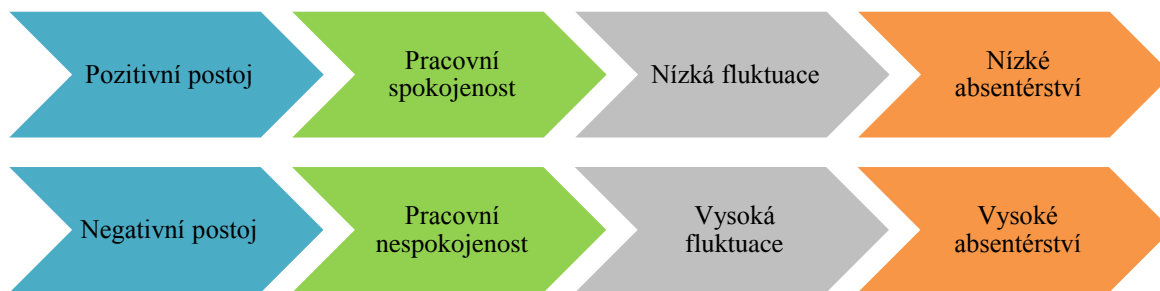 Pozitivní postoj
Pracovní
spokojenost
Nízká fluktuace
Nízké
absentérství
Negativní postoj
Pracovní
nespokojenost
Vysoká
fluktuace
Vysoké
absentérství